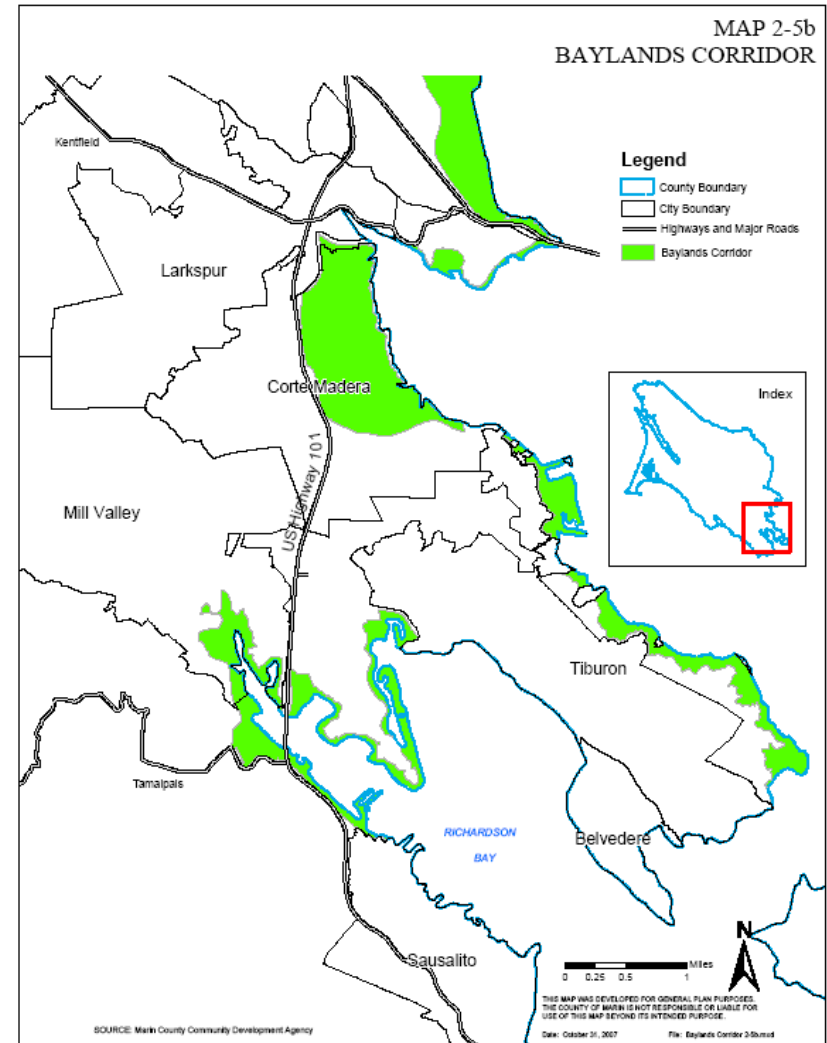 MAP 2-5b
BAYLANDS CORRIDOR
Kentfield
Legend
County Boundary
City Boundary
Highways and Major Roads
Baylands Corridor
Larkspur
Corte Madera
Index
US Highway 101
Mill Valley
Tiburon
Tamalpais
RICHARDSON
BAY
Belvedere
N
Sausalito
Miles
0 0.25 0.5 1
THIS MAP WAS DEVELOPED FOR GENERAL PLAN PURPOSES.
THE COUNTY OF MARIN IS NOT RESPONSIBLE OR LIABLE FOR
USE OF THIS MAP BEYOND ITS INTENDED PURPOSE.
SOURCE: Marin County Community Development Agency
Date: October 31, 2007 File: Baylands Corridor 2-5b.mxd